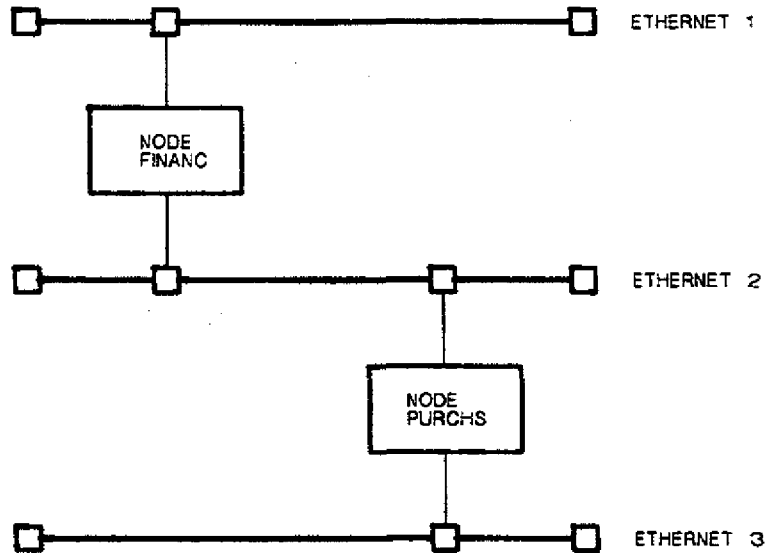 ETHERNET 1
NODE
FINANC
ETHERNET 2
NODE
PURCHS
ETHERNET 3